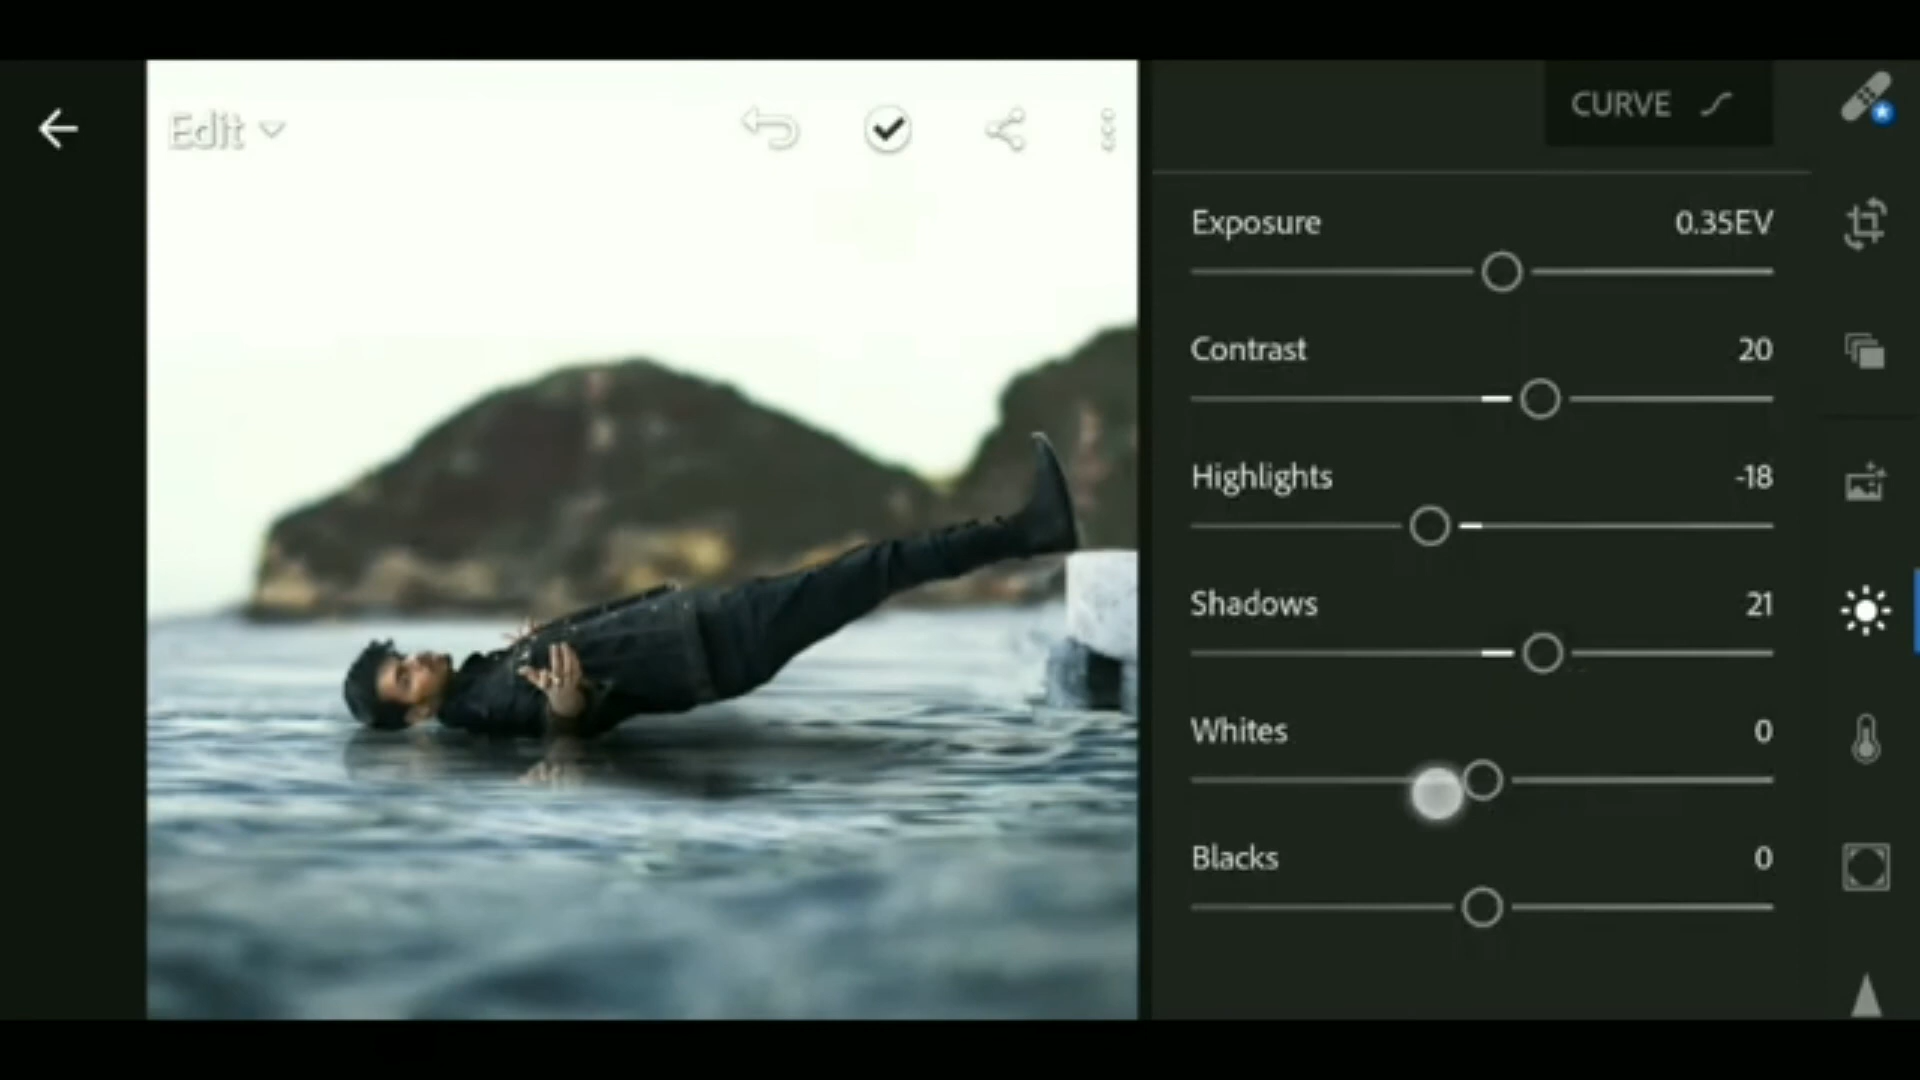 Edit
CURVE
Exposure 0.35EV
Contrast 20
Highlights -18
Shadows 21
Whites 0
Blacks 0